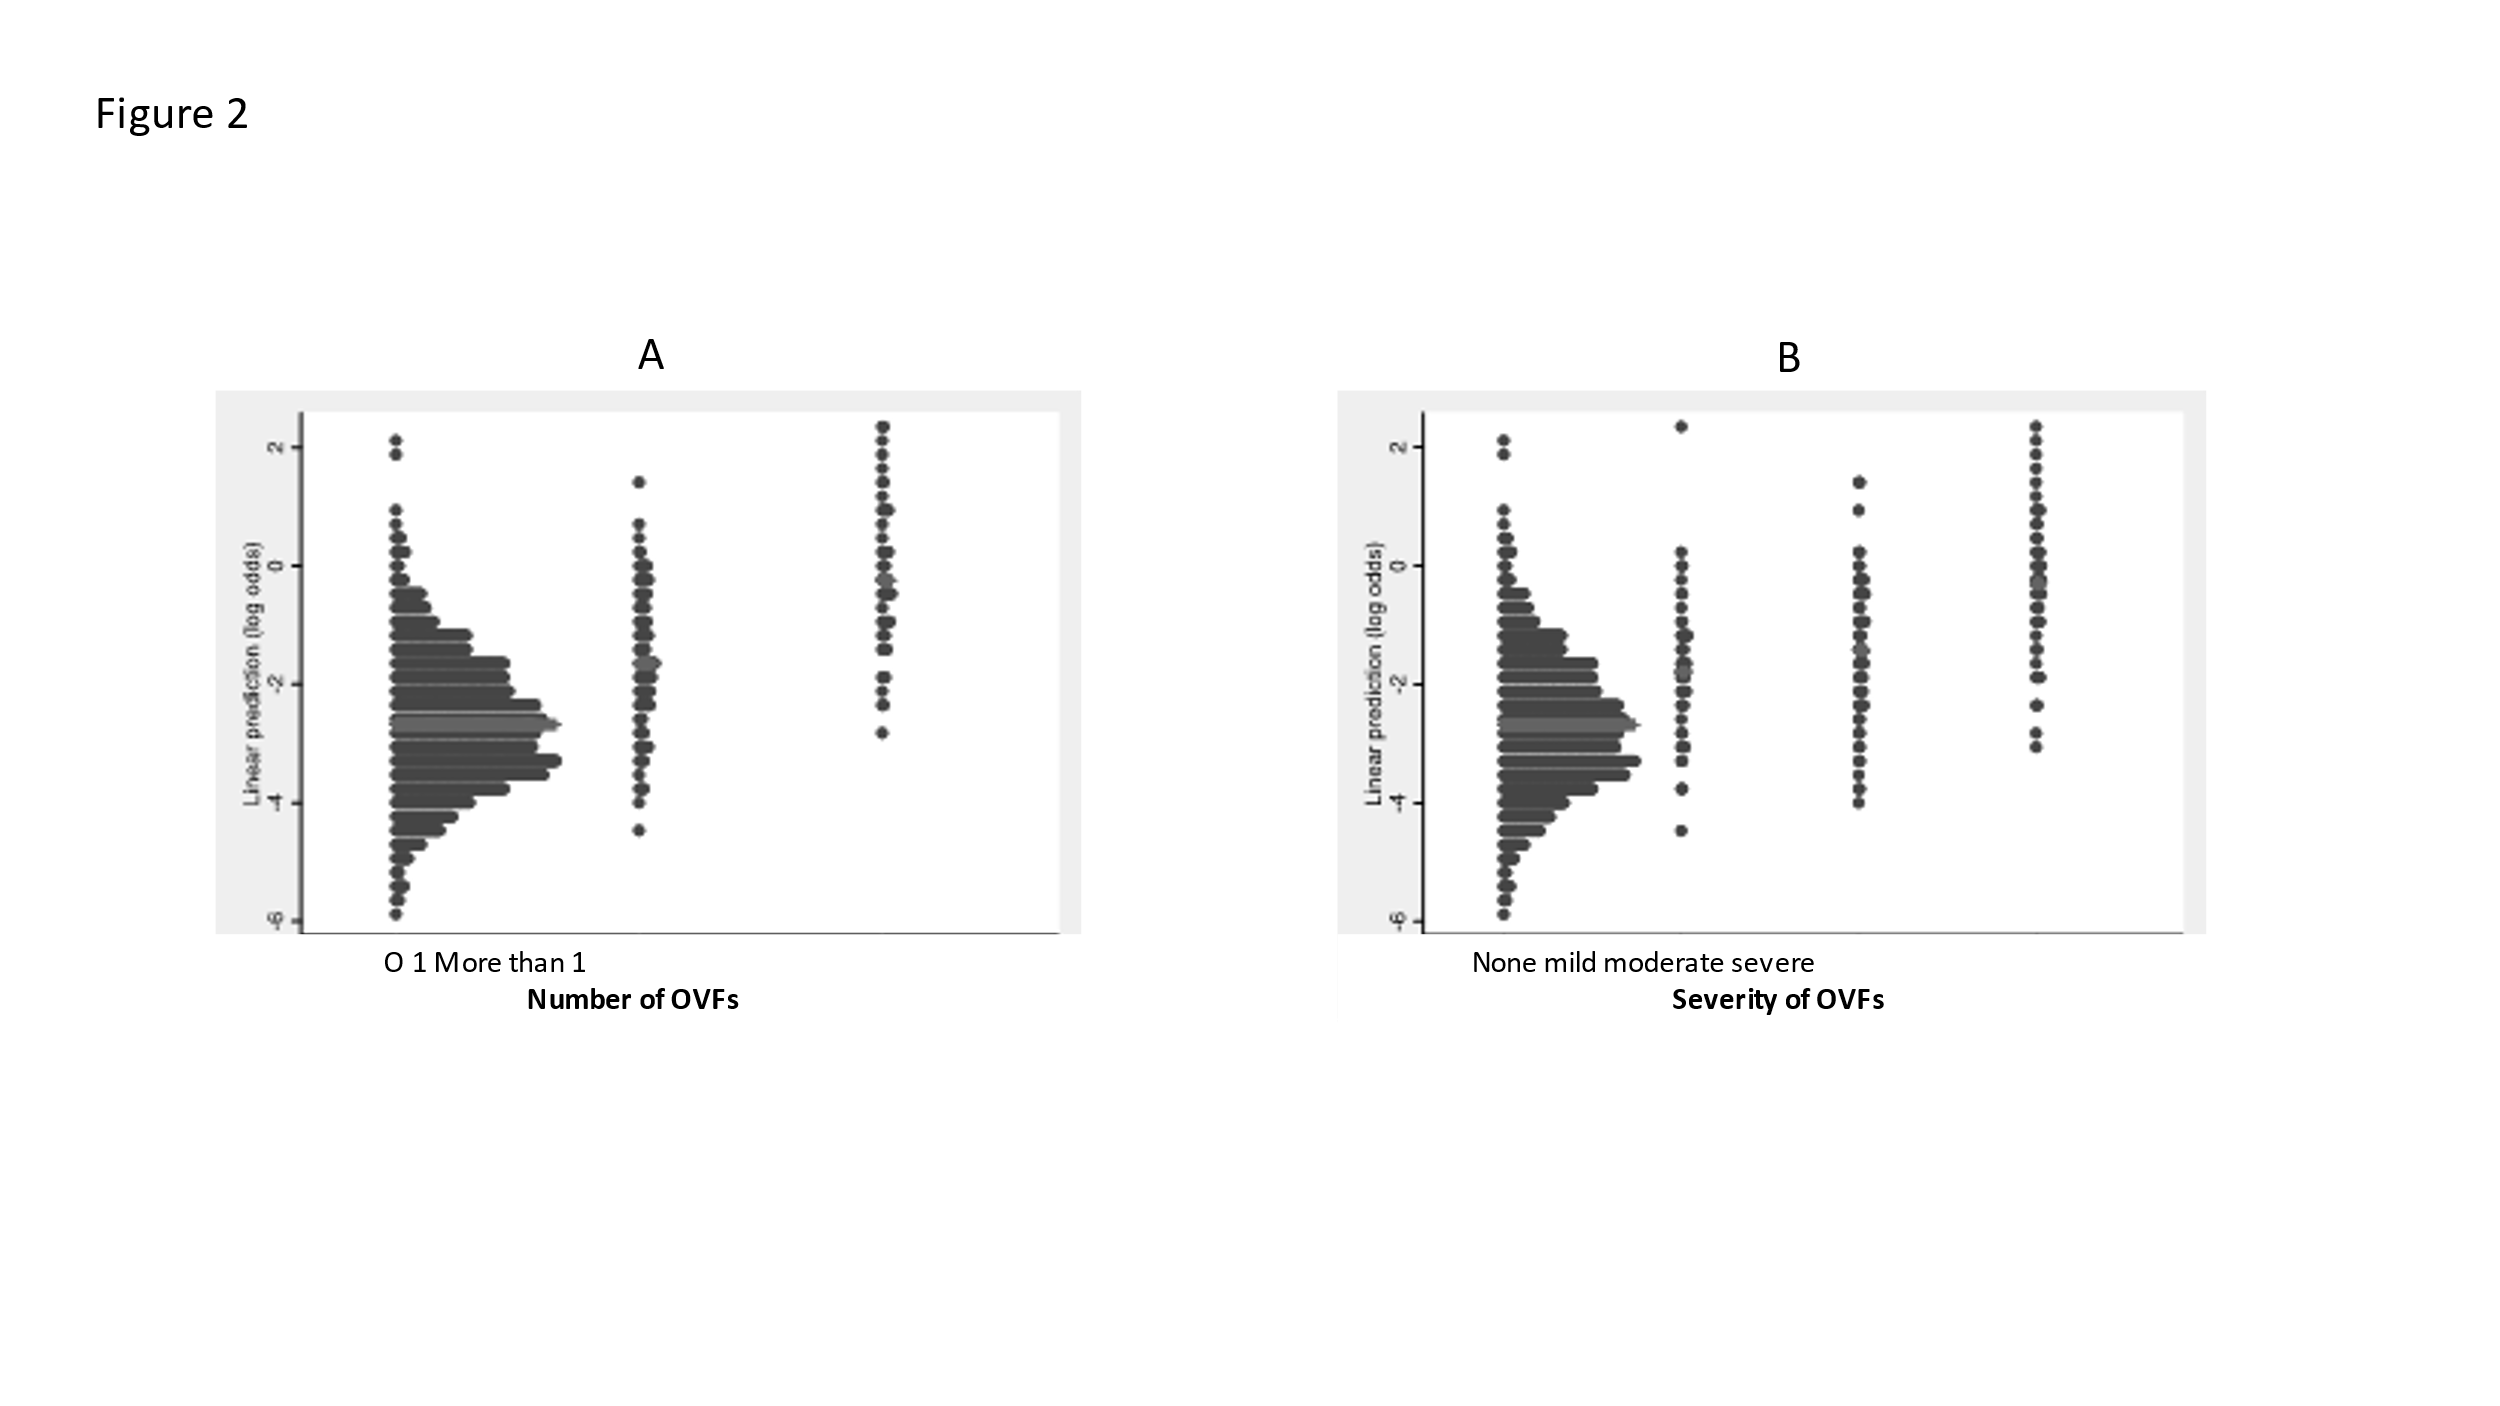 Figure 2
A
Linear prediction (log odds)
2
0
-2
-4
-6
O 1 More than 1
Number of OVFs
B
Linear prediction (log odds)
2
0
-2
-4
-6
None mild moderate severe
Severity of OVFs